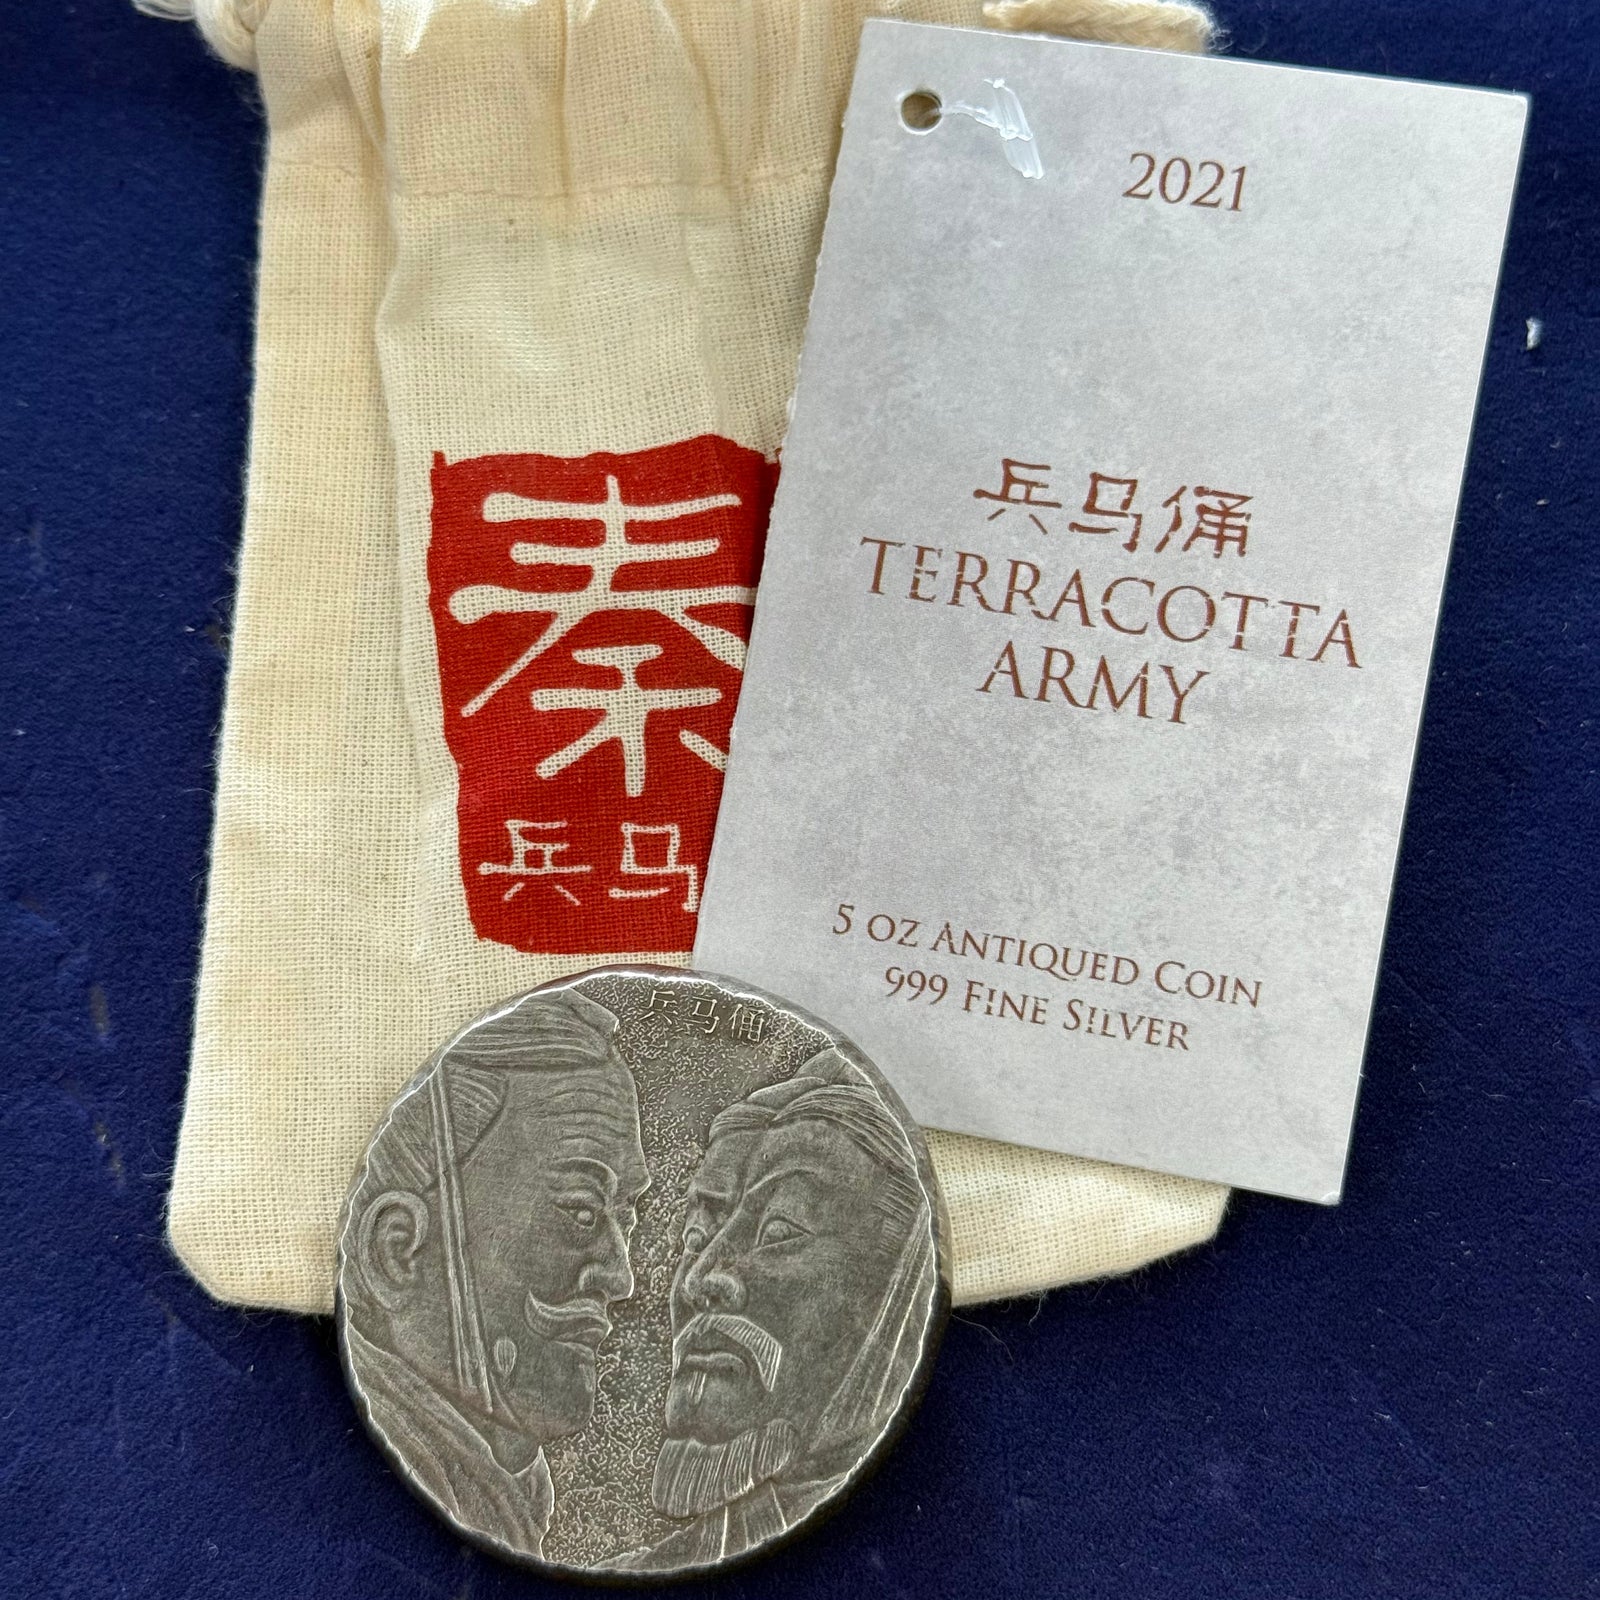 2021
兵马俑
TERRACOTTA
ARMY
5 OZ ANTIQUED COIN
999 FINE SILVER
秦
兵马
兵马俑